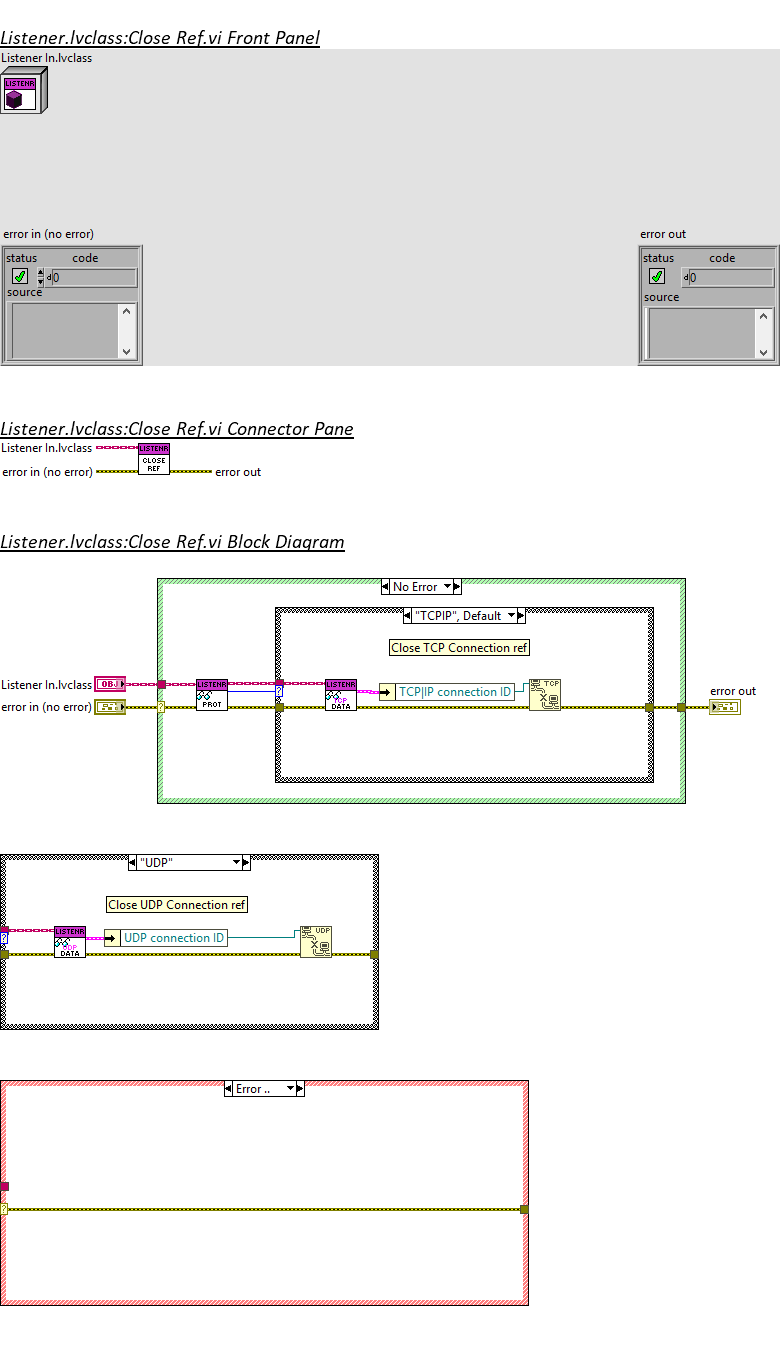 Listener.lvclass:Close Ref.vi Front Panel
Listener In.lvclass
LISTENR
error in (no error)
error out
status code
0
source
status code
0
source
Listener.lvclass:Close Ref.vi Connector Pane
Listener In.lvclass
LISTENR
CLOSE
REF
error in (no error)
error out
Listener.lvclass:Close Ref.vi Block Diagram
No Error
"TCPIP", Default
Close TCP Connection ref
Listener In.lvclass
OBJ
LISTENR
PROT
?
LISTENR
TCP
DATA
TCP|IP connection ID
TCP
error in (no error)
?
error out
"UDP"
Close UDP Connection ref
?
LISTENR
UDP
DATA
UDP connection ID
UDP
Error ..
?